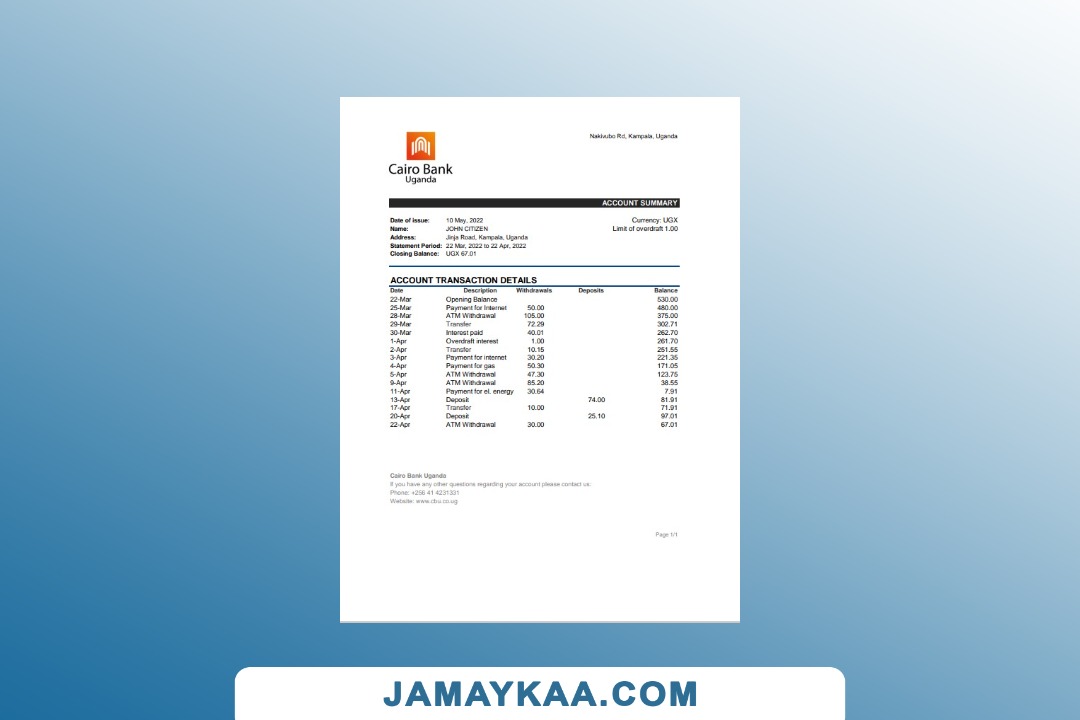 Nakivubo Rd, Kampala, Uganda
Cairo Bank
Uganda
ACCOUNT SUMMARY
Date of issue: 10 May, 2022 Currency: UGX
Name: JOHN CITIZEN Limit of overdraft 1.00
Address: Jinja Road, Kampala, Uganda
Statement Period: 22 Mar, 2022 to 22 Apr, 2022
Closing Balance: UGX 67.01
ACCOUNT TRANSACTION DETAILS
Date Description Withdrawals Deposits Balance
22-Mar Opening Balance 530.00
25-Mar Payment for Internet 50.00 480.00
28-Mar ATM Withdrawal 105.00 375.00
29-Mar Transfer 72.29 302.71
30-Mar Interest paid 40.01 262.70
1-Apr Overdraft interest 1.00 261.70
2-Apr Transfer 10.15 251.55
3-Apr Payment for internet 30.20 221.35
4-Apr Payment for gas 50.30 171.05
5-Apr ATM Withdrawal 47.30 123.75
9-Apr ATM Withdrawal 85.20 38.55
11-Apr Payment for el. energy 30.64 7.91
13-Apr Deposit 74.00 81.91
17-Apr Transfer 10.00 71.91
20-Apr Deposit 25.10 97.01
22-Apr ATM Withdrawal 30.00 67.01
Cairo Bank Uganda
If you have any other questions regarding your account please contact us.
Phone: +256 41 4231331
Website: www.cbu.co.ug
Page 1/1
JAMAYKAA.COM